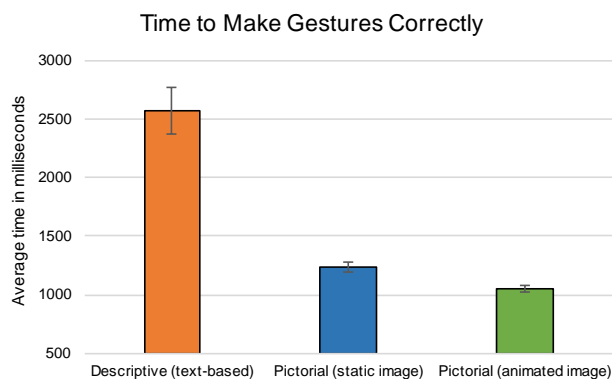 Time to Make Gestures Correctly
Average time in milliseconds
3000
2500
2000
1500
1000
500
Descriptive (text-based) Pictorial (static image) Pictorial (animated image)